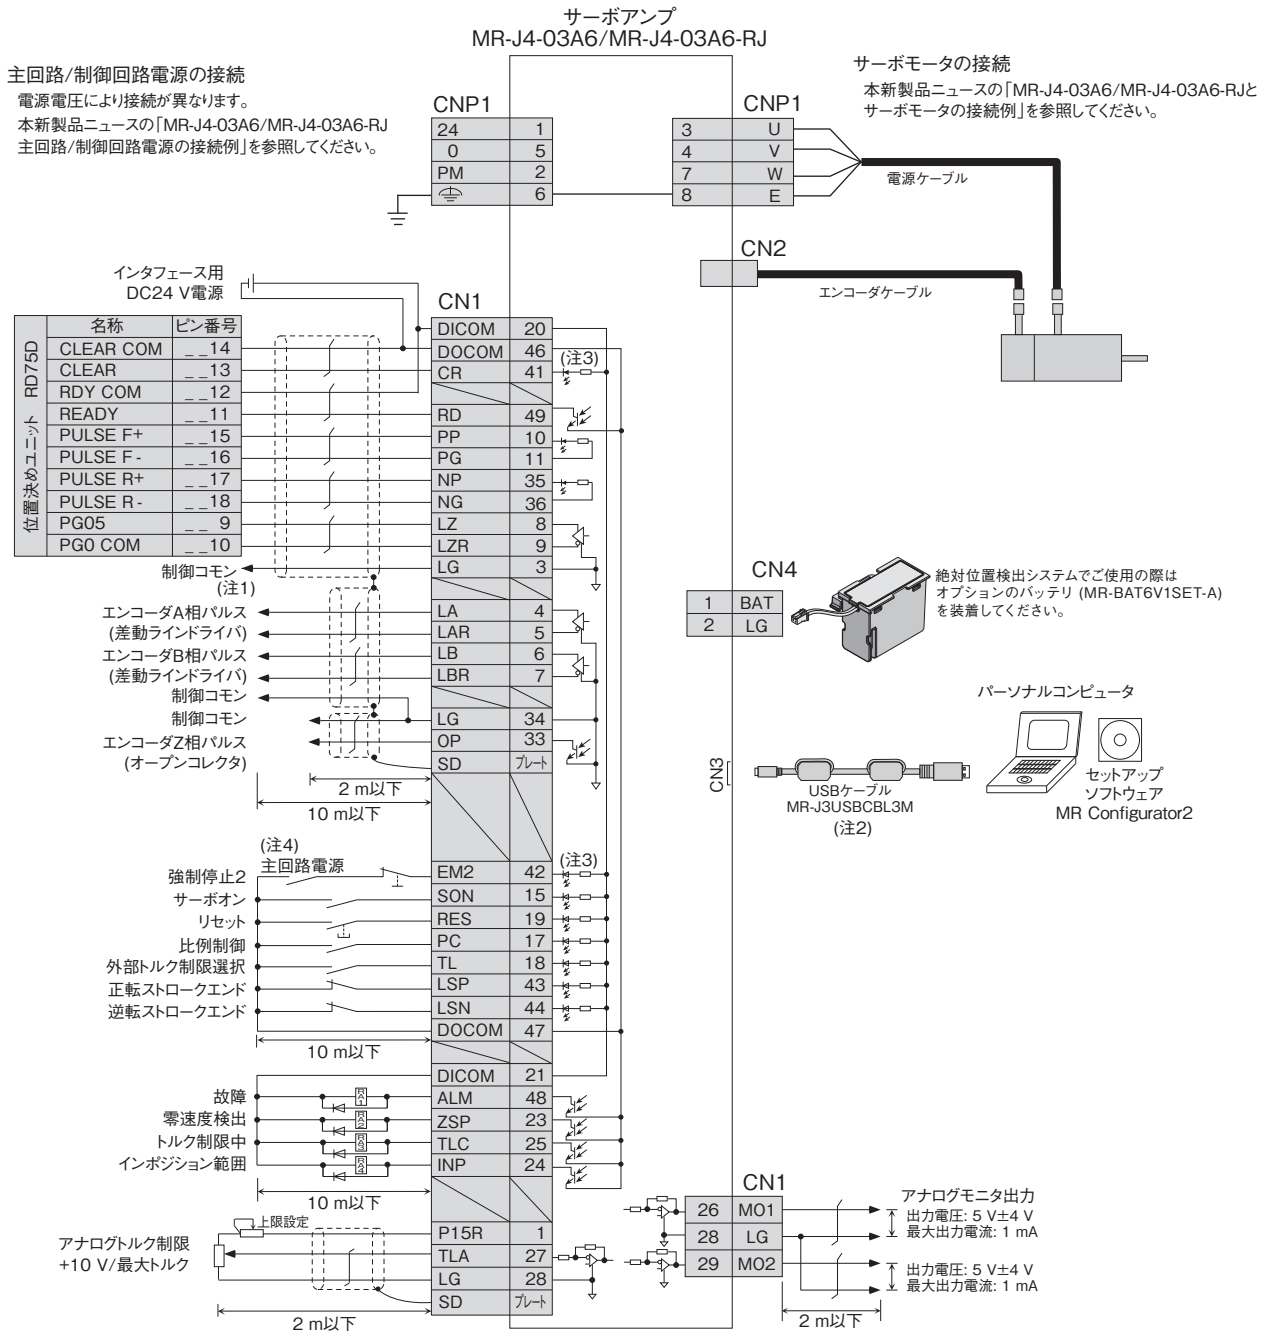 サーボアンプ
MR-J4-03A6/MR-J4-03A6-RJ
主回路/制御回路電源の接続
電源電圧により接続が異なります。
本新製品ニュースの「MR-J4-03A6/MR-J4-03A6-RJ
主回路/制御回路電源の接続例」を参照してください。
サーボモータの接続
本新製品ニュースの「MR-J4-03A6/MR-J4-03A6-RJと
サーボモータの接続例」を参照してください。
CNP1
24 1
0 5
PM 2
6
CNP1
3 U
4 V
7 W
8 E
電源ケーブル
CN2
エンコーダケーブル
インタフェース用
DC24 V電源
位置決めユニット RD75D
名称 ピン番号
CLEAR COM _ _14
CLEAR _ _13
RDY COM _ _12
READY _ _11
PULSE F+ _ _15
PULSE F - _ _16
PULSE R+ _ _17
PULSE R - _ _18
PG05 _ _ 9
PG0 COM _ _10
制御コモン
(注1)
エンコーダA相パルス
(差動ラインドライバ)
エンコーダB相パルス
(差動ラインドライバ)
制御コモン
制御コモン
エンコーダZ相パルス
(オープンコレクタ)
2 m以下
10 m以下
CN1
DICOM 20
DOCOM 46
CR 41
(注3)
RD 49
PP 10
PG 11
NP 35
NG 36
LZ 8
LZR 9
LG 3
LA 4
LAR 5
LB 6
LBR 7
LG 34
OP 33
SD プレート
(注4)
主回路電源
強制停止2
サーボオン
リセット
比例制御
外部トルク制限選択
正転ストロークエンド
逆転ストロークエンド
10 m以下
EM2 42
(注3)
SON 15
RES 19
PC 17
TL 18
LSP 43
LSN 44
DOCOM 47
DICOM 21
故障 RA1 ALM 48
零速度検出 RA2 ZSP 23
トルク制限中 RA3 TLC 25
インポジション範囲 RA4 INP 24
10 m以下
上限設定
アナログトルク制限
+10 V/最大トルク
P15R 1
TLA 27
LG 28
SD プレート
2 m以下
CN4
1 BAT
2 LG
絶対位置検出システムでご使用の際は
オプションのバッテリ (MR-BAT6V1SET-A)
を装着してください。
パーソナルコンピュータ
CN3
USBケーブル
MR-J3USBCBL3M
(注2)
セットアップ
ソフトウェア
MR Configurator2
CN1
26 MO1
28 LG
29 MO2
アナログモニタ出力
出力電圧: 5 V±4 V
最大出力電流: 1 mA
出力電圧: 5 V±4 V
最大出力電流: 1 mA
2 m以下